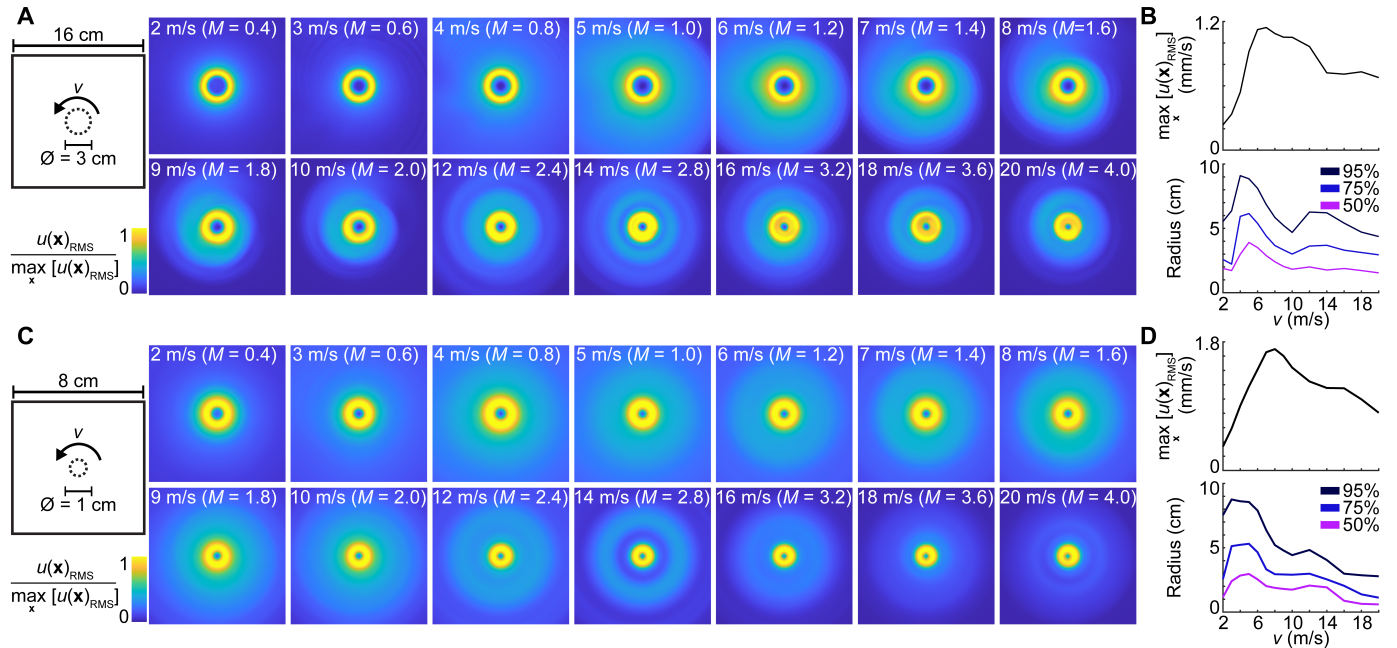 A
16 cm
v
Ø = 3 cm
u(x)RMS
max [u(x)RMS]
x
1
0
2 m/s (M = 0.4)
3 m/s (M = 0.6)
4 m/s (M = 0.8)
5 m/s (M = 1.0)
6 m/s (M = 1.2)
7 m/s (M = 1.4)
8 m/s (M=1.6)
9 m/s (M = 1.8)
10 m/s (M = 2.0)
12 m/s (M = 2.4)
14 m/s (M = 2.8)
16 m/s (M = 3.2)
18 m/s (M = 3.6)
20 m/s (M = 4.0)
B
max [u(x)RMS]
x
(mm/s)
1.2
0
Radius (cm)
10
5
0
95%
75%
50%
2 6 10 14 18
v (m/s)
C
8 cm
v
Ø = 1 cm
u(x)RMS
max [u(x)RMS]
x
1
0
2 m/s (M = 0.4)
3 m/s (M = 0.6)
4 m/s (M = 0.8)
5 m/s (M = 1.0)
6 m/s (M = 1.2)
7 m/s (M = 1.4)
8 m/s (M = 1.6)
9 m/s (M = 1.8)
10 m/s (M = 2.0)
12 m/s (M = 2.4)
14 m/s (M = 2.8)
16 m/s (M = 3.2)
18 m/s (M = 3.6)
20 m/s (M = 4.0)
D
max [u(x)RMS]
x
(mm/s)
1.8
0
Radius (cm)
10
5
0
95%
75%
50%
2 6 10 14 18
v (m/s)